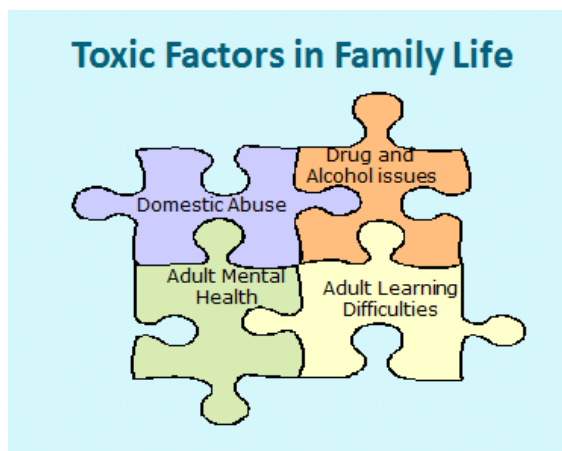 Toxic Factors in Family Life
Drug and
Alcohol issues
Domestic Abuse
Adult Mental
Health
Adult Learning
Difficulties